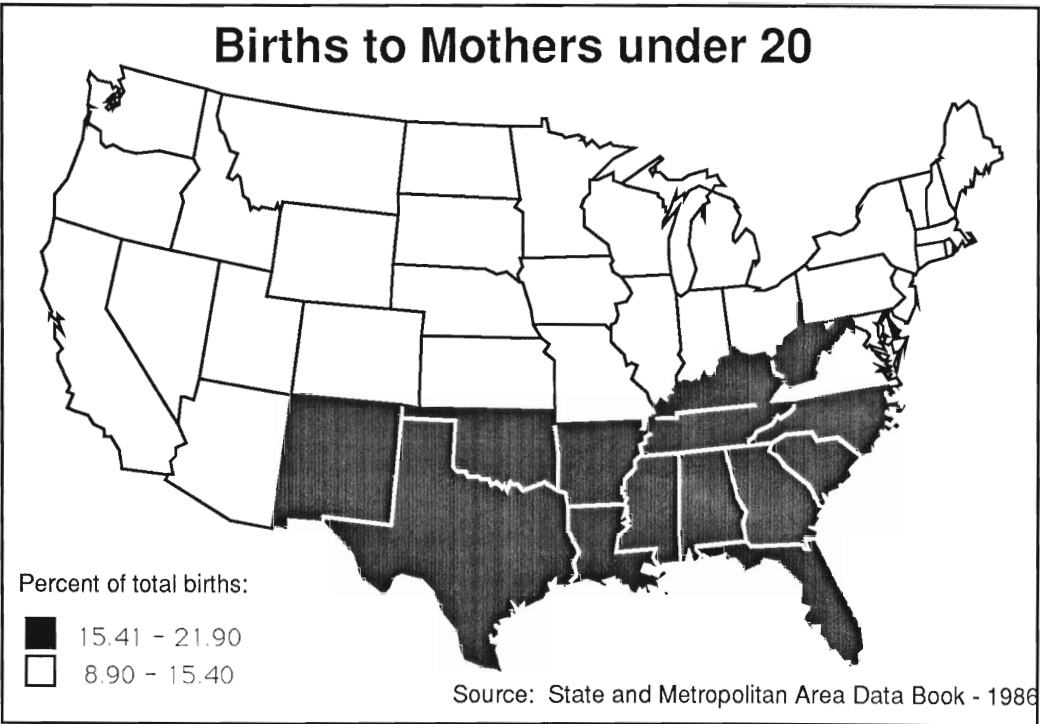 Births to Mothers under 20
Percent of total births:
15.41 - 21.90
8.90 - 15.40
Source: State and Metropolitan Area Data Book - 1986